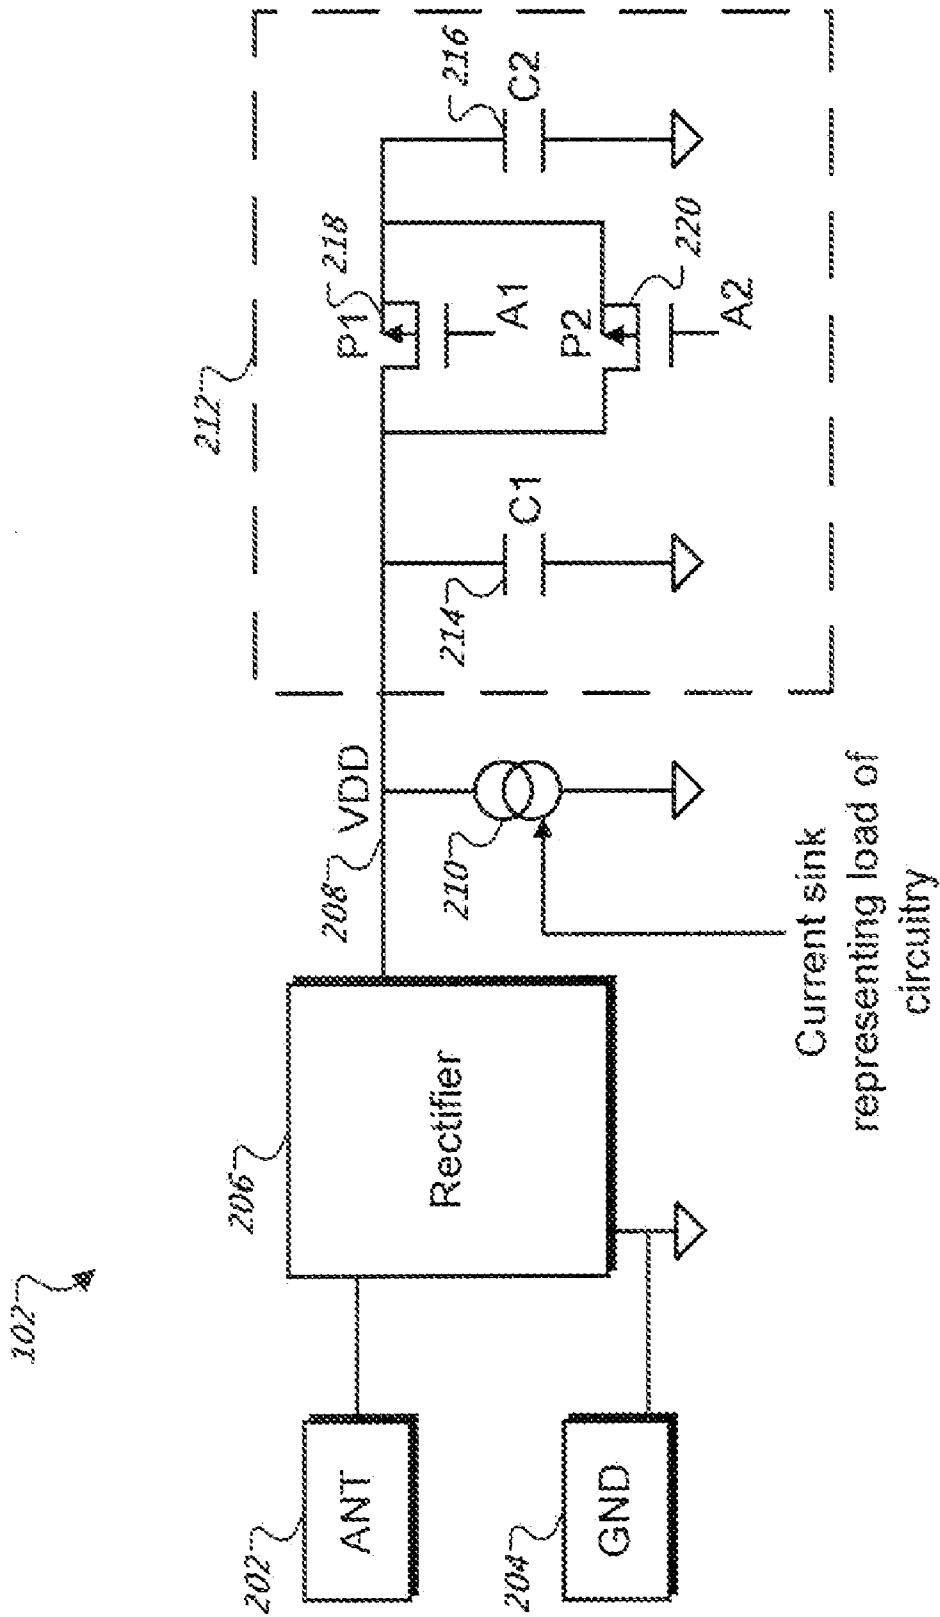 102
202
ANT
204
GND
206
Rectifier
208
VDD
210
Current sink
representing load of
circuitry
212
214
C1
P1
218
A1
P2
220
A2
216
C2